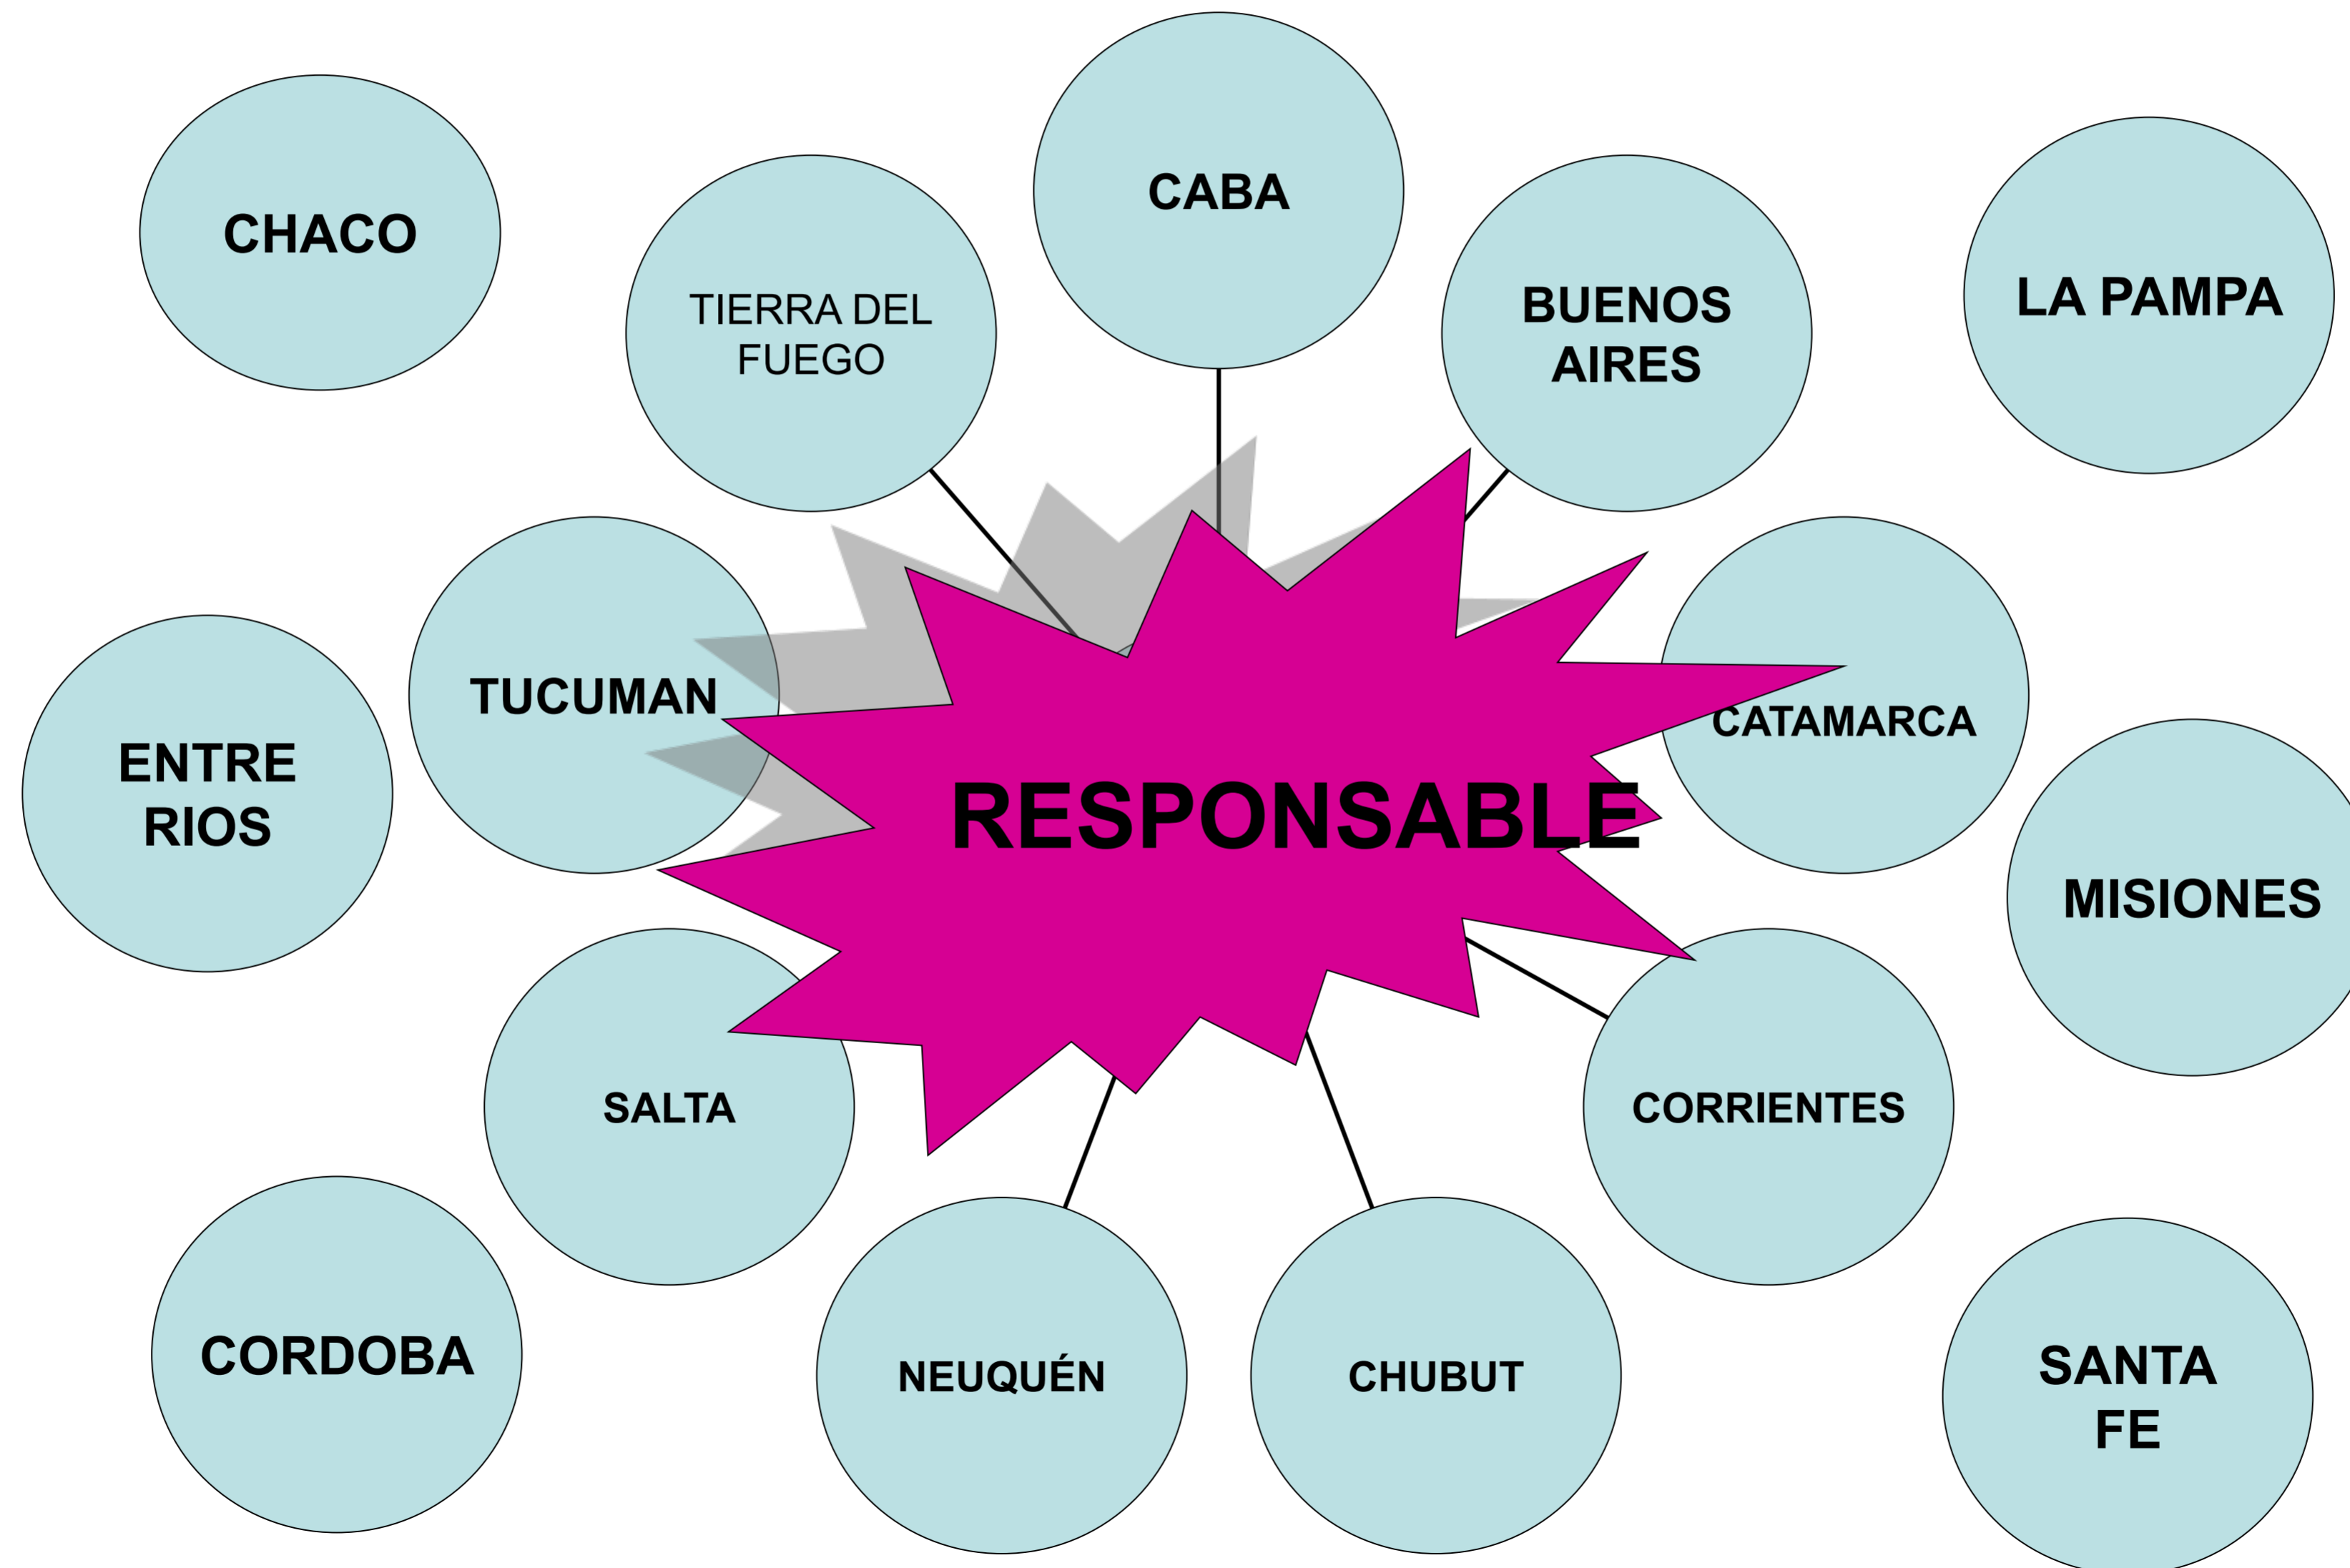 CABA
CHACO
TIERRA DEL
FUEGO
BUENOS
AIRES
LA PAMPA
TUCUMAN
CATAMARCA
ENTRE
RIOS
RESPONSABLE
MISIONES
SALTA
CORRIENTES
CORDOBA
NEUQUÉN
CHUBUT
SANTA
FE